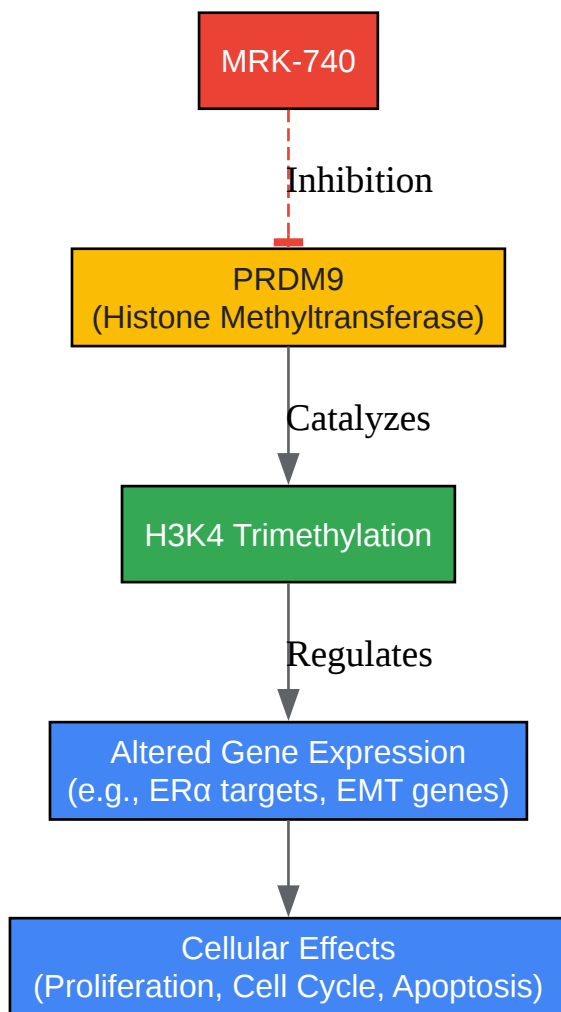 MRK-740
Inhibition
PRDM9
(Histone Methyltransferase)
Catalyzes
H3K4 Trimethylation
Regulates
Altered Gene Expression
(e.g., ERα targets, EMT genes)
Cellular Effects
(Proliferation, Cell Cycle, Apoptosis)